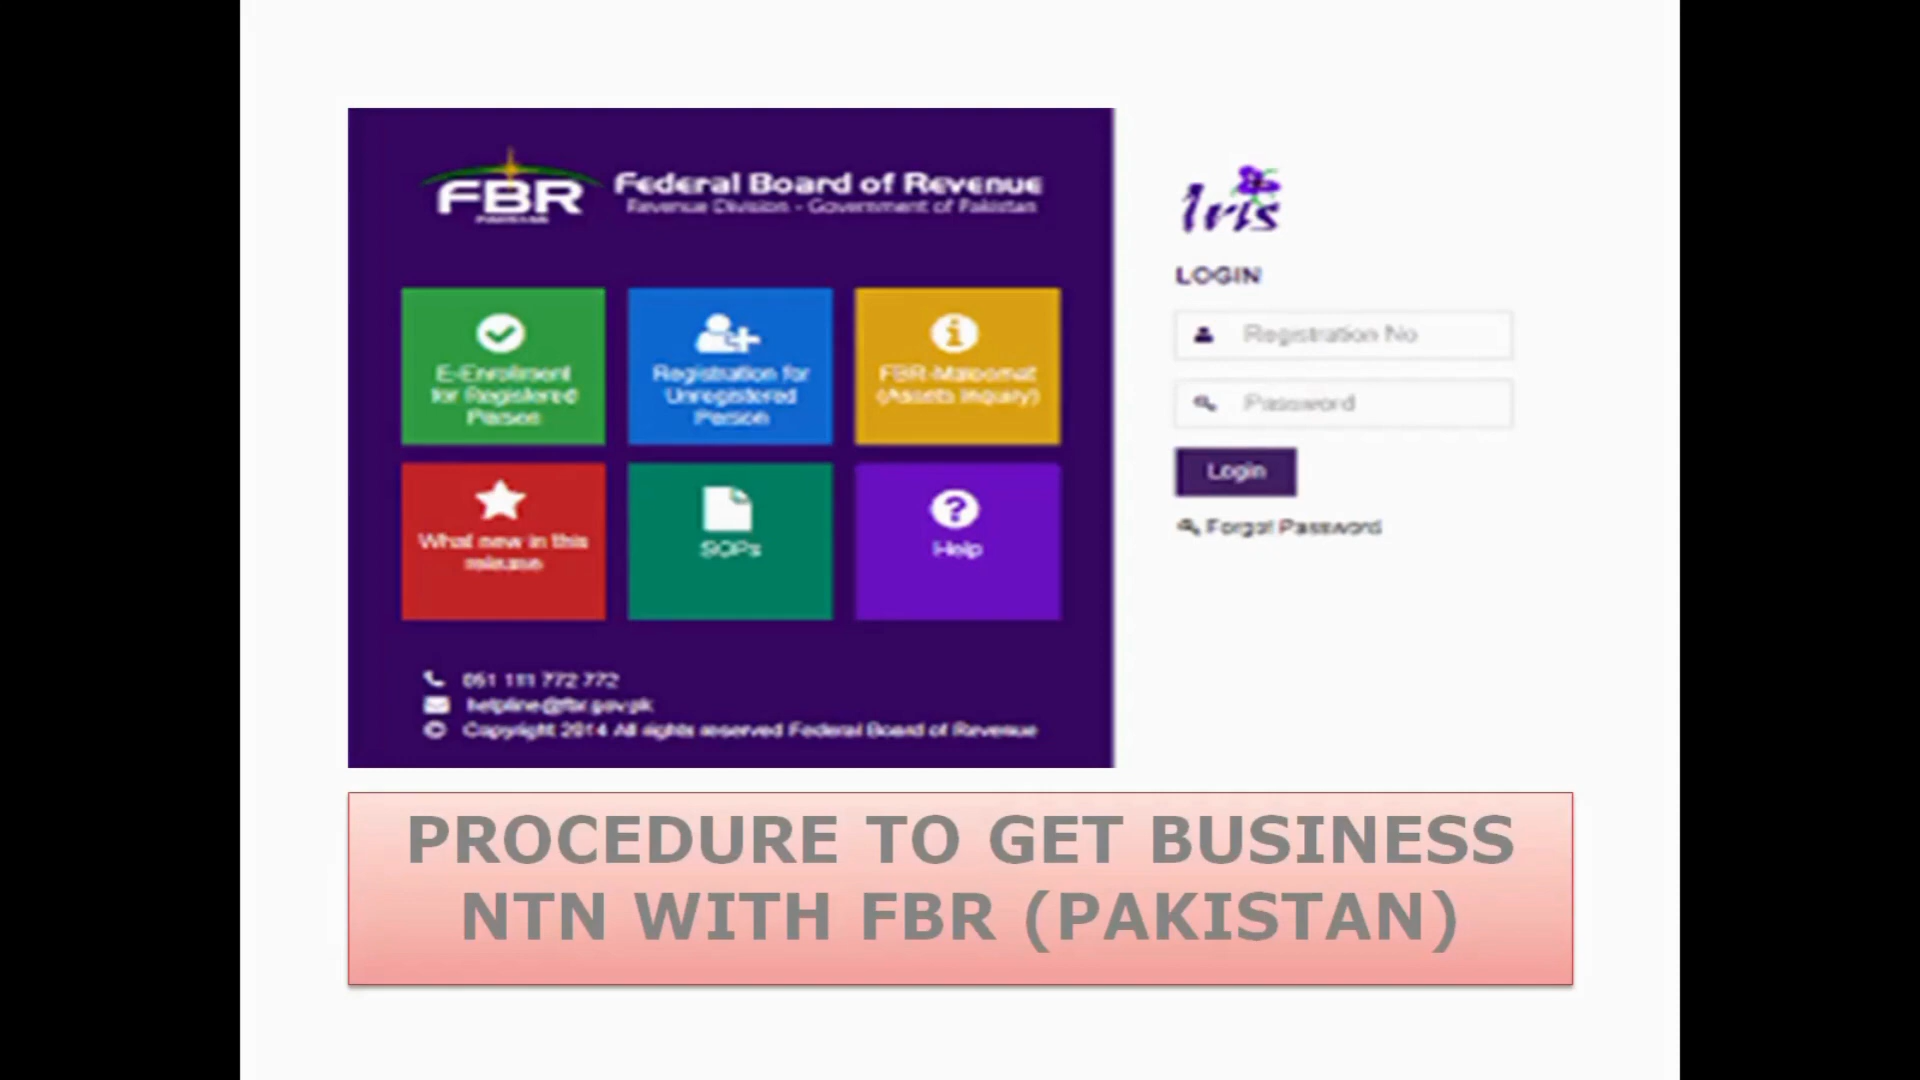 FBR
PAKISTAN
Federal Board of Revenue
Revenue Division - Government of Pakistan
E-Enrollment
for Registered
Person
Registration for
Unregistered
Person
FBR-Maloomat
(Assets Inquiry)
What new in this
release
SOPs
Help
051 111 772 772
helpline@fbr.gov.pk
Copyright 2014 All rights reserved Federal Board of Revenue
Iris
LOGIN
Registration No
Password
Login
Forgot Password
PROCEDURE TO GET BUSINESS
NTN WITH FBR (PAKISTAN)